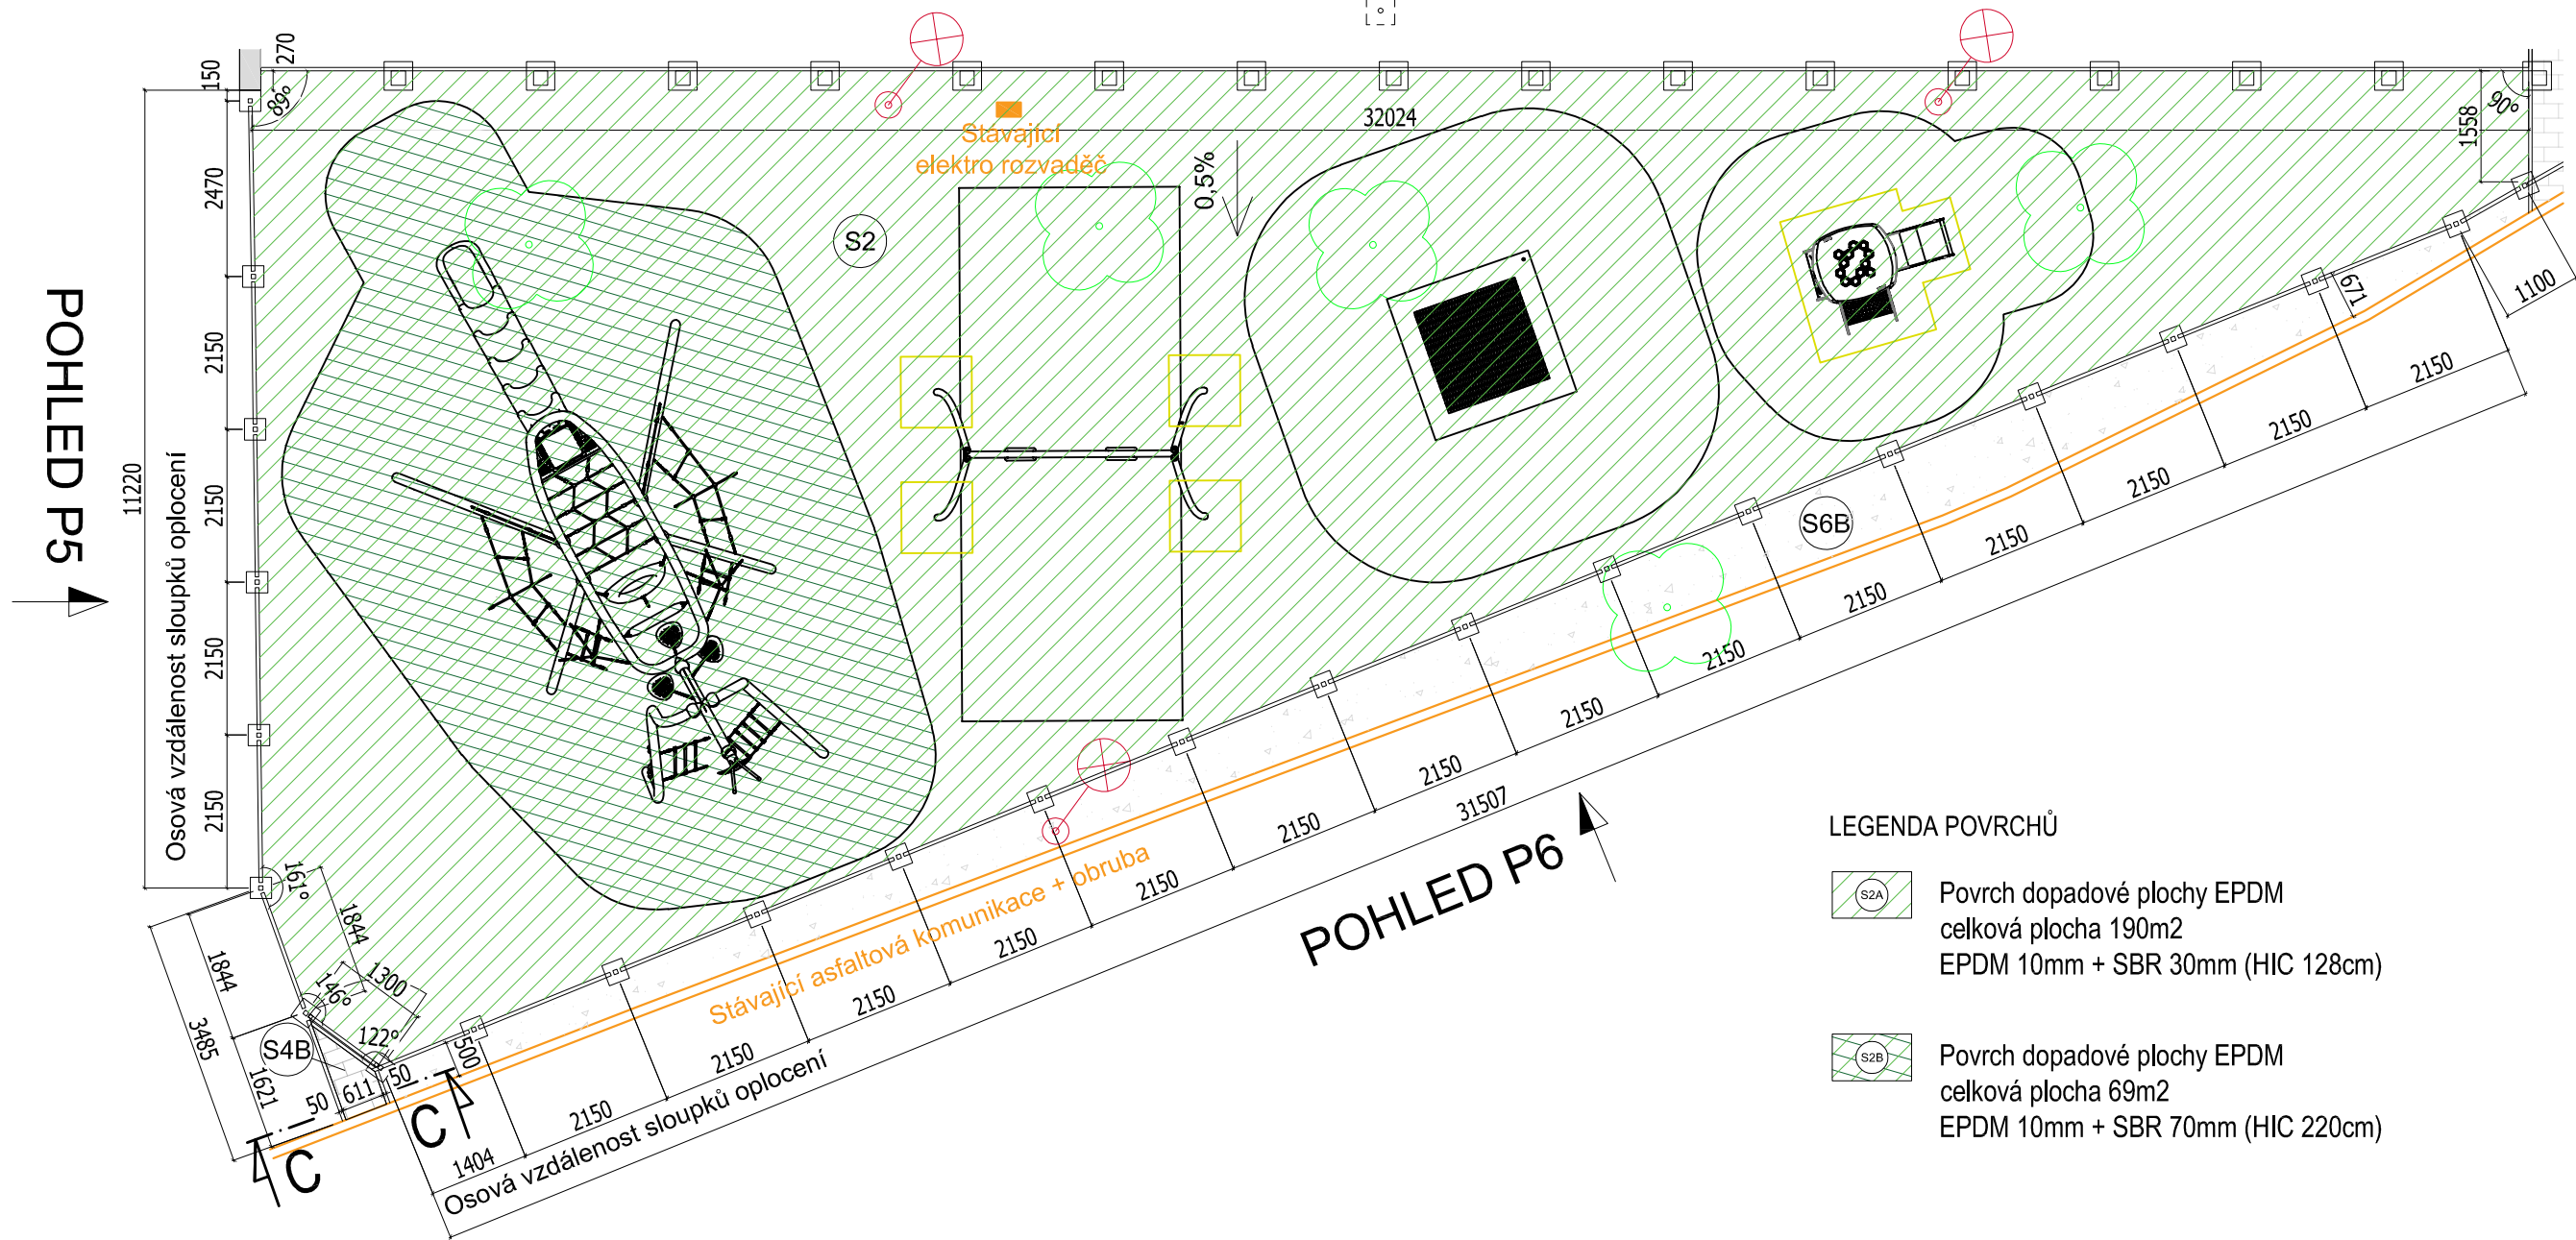 270
150
89°
32024
Stávající
elektro rozvaděč
0,5%
S2
90°
1558
2470
2150
2150
2150
2150
11220
Osová vzdálenost sloupků oplocení
POHLED P5
671
1100
2150
2150
2150
2150
2150
2150
2150
2150
2150
2150
2150
2150
2150
2150
1404
31507
S6B
POHLED P6
Stávající asfaltová komunikace + obruba
Osová vzdálenost sloupků oplocení
161°
1844
1844
1300
146°
122°
3485
1621
S4B
50
611
50
500
C
C
LEGENDA POVRCHŮ
S2A
Povrch dopadové plochy EPDM
celková plocha 190m2
EPDM 10mm + SBR 30mm (HIC 128cm)
S2B
Povrch dopadové plochy EPDM
celková plocha 69m2
EPDM 10mm + SBR 70mm (HIC 220cm)